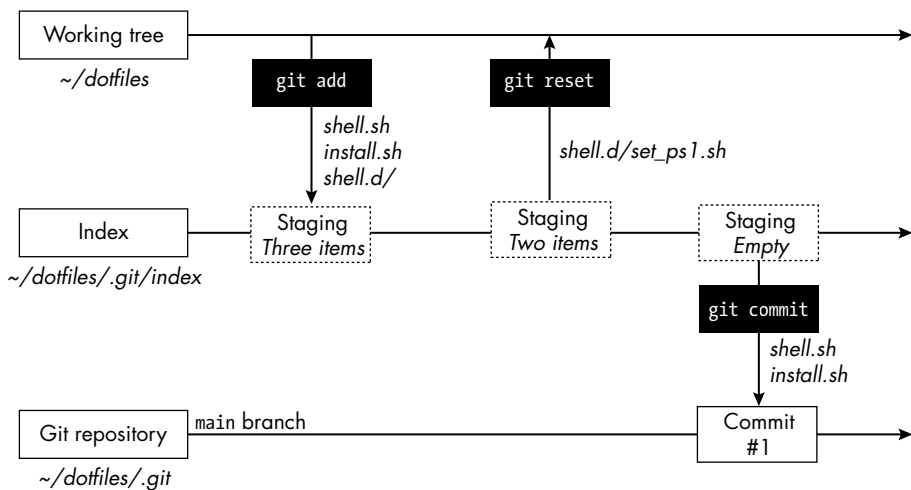 Working tree
~/dotfiles
git add
git reset
shell.sh
install.sh
shell.d/
shell.d/set_ps1.sh
Index
~/dotfiles/.git/index
Staging
Three items
Staging
Two items
Staging
Empty
git commit
shell.sh
install.sh
Git repository
~/dotfiles/.git
main branch
Commit
#1